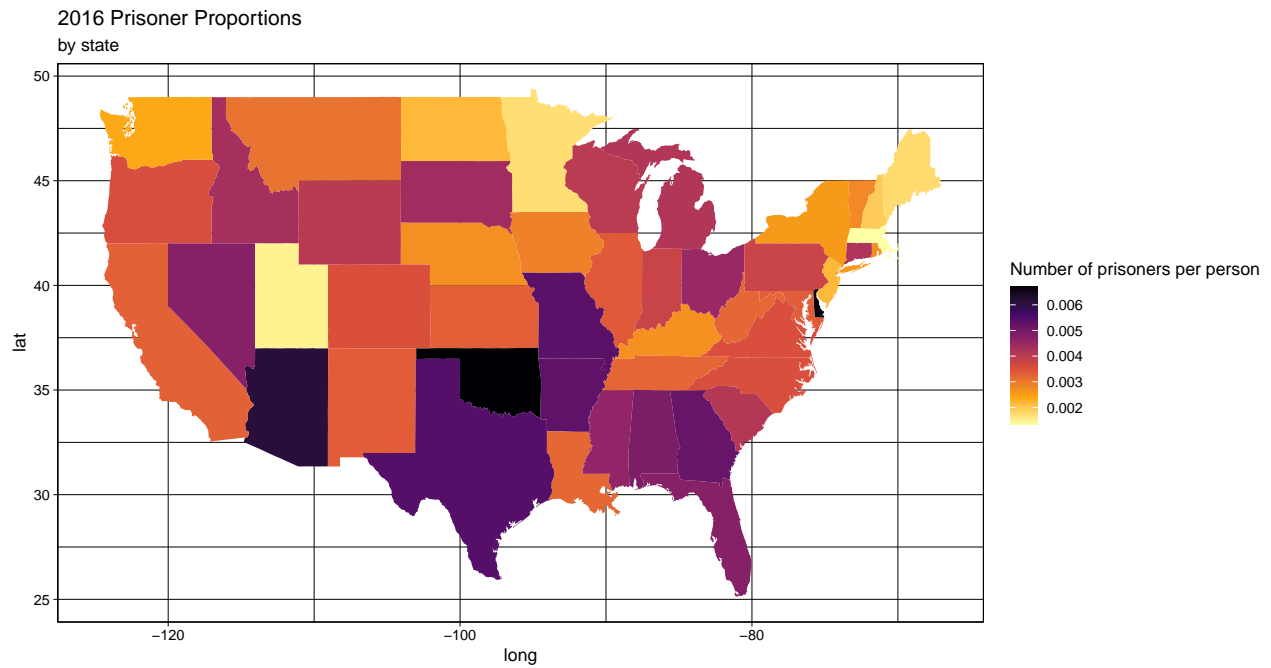 2016 Prisoner Proportions
by state
50
45
40
35
30
25
lat
−120
−100
−80
long
Number of prisoners per person
0.006
0.005
0.004
0.003
0.002